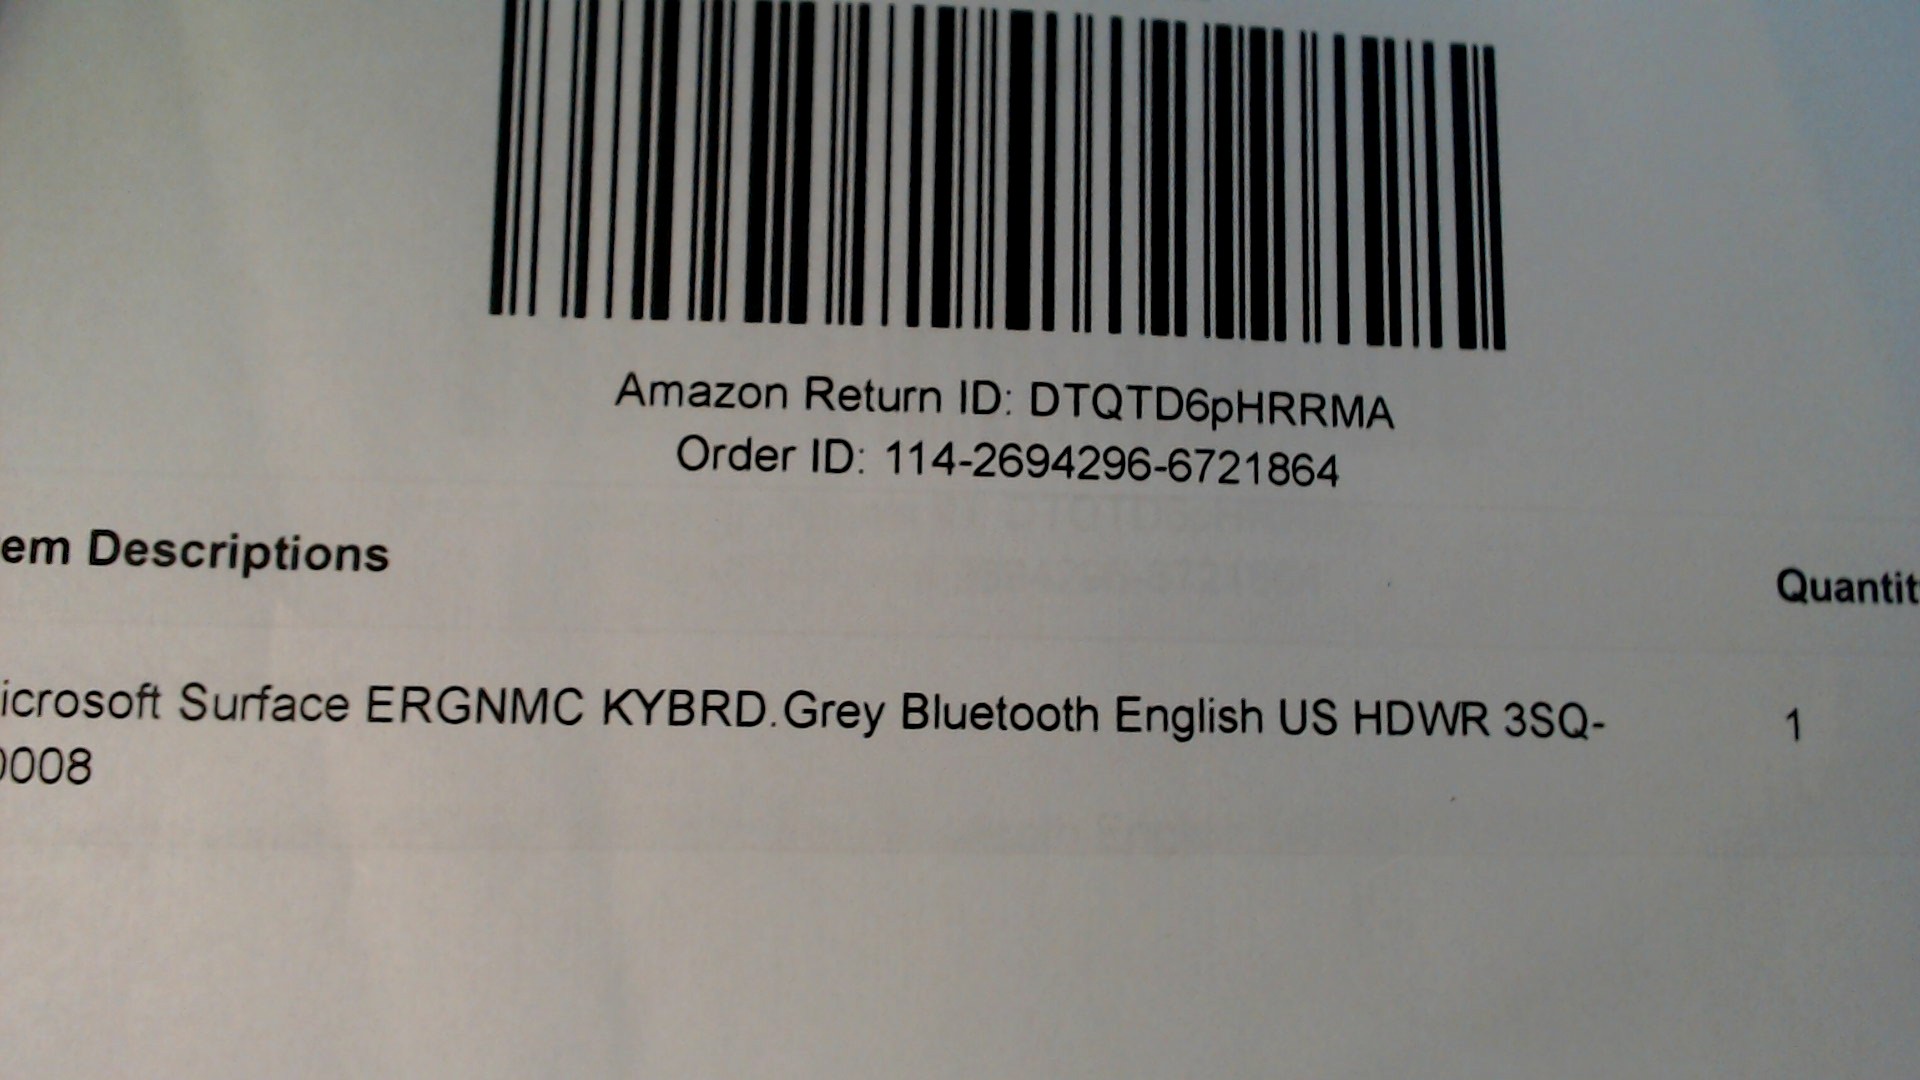 Amazon Return ID: DTQTD6pHRRMA
Order ID: 114-2694296-6721864
em Descriptions
Quantit
icrosoft Surface ERGNMC KYBRD.Grey Bluetooth English US HDWR 3SQ- 1
0008